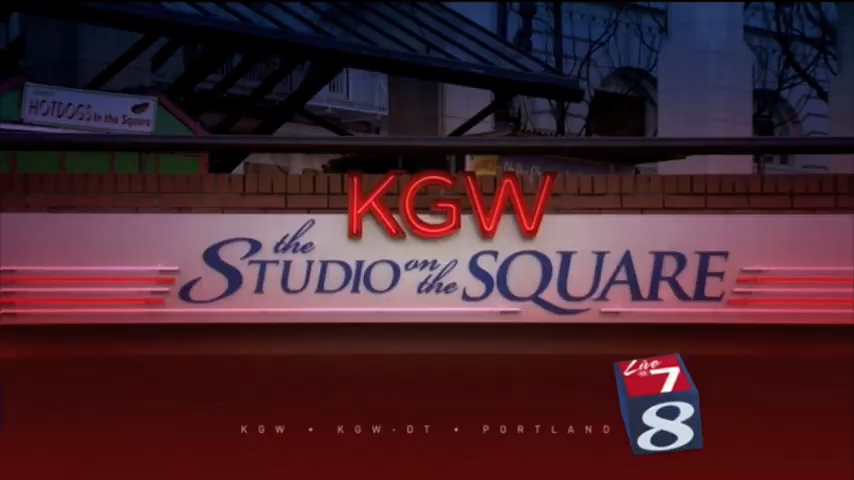 HOTDOGS in the Square
KGW
the STUDIO on the SQUARE
Live @ 7
8
KGW • KGW-DT • PORTLAND